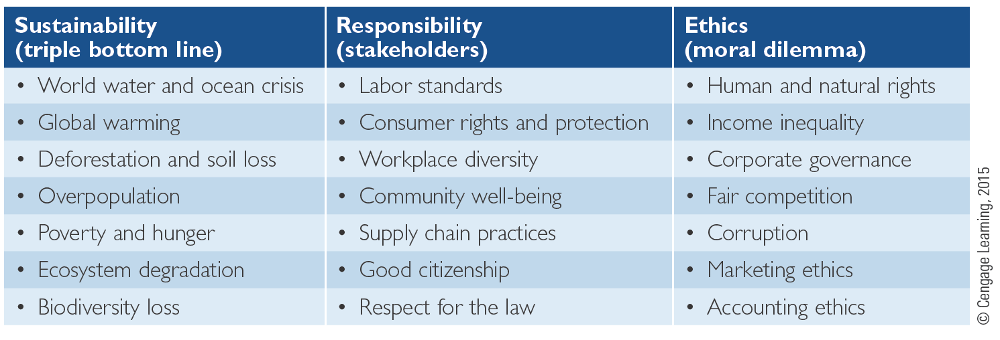 Sustainability
(triple bottom line)
Responsibility
(stakeholders)
Ethics
(moral dilemma)
• World water and ocean crisis
• Labor standards
• Human and natural rights
• Global warming
• Consumer rights and protection
• Income inequality
• Deforestation and soil loss
• Workplace diversity
• Corporate governance
• Overpopulation
• Community well-being
• Fair competition
• Poverty and hunger
• Supply chain practices
• Corruption
• Ecosystem degradation
• Good citizenship
• Marketing ethics
• Biodiversity loss
• Respect for the law
• Accounting ethics
© Cengage Learning, 2015